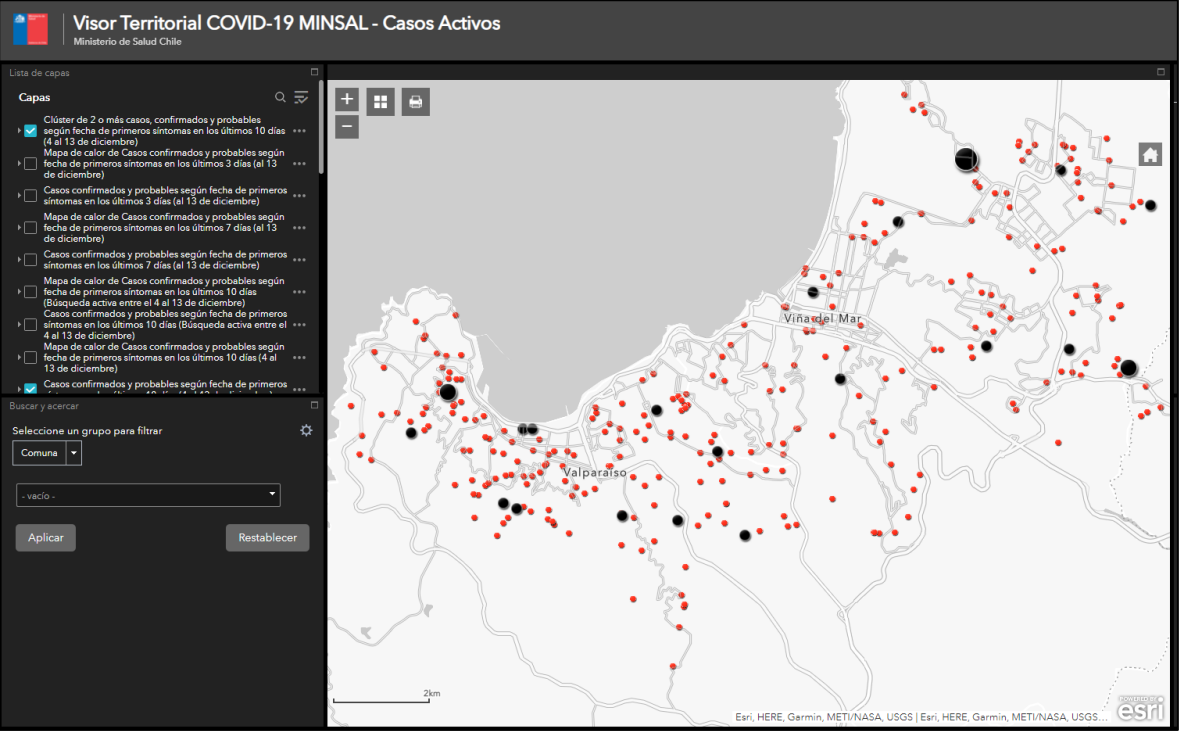 Visor Territorial COVID-19 MINSAL - Casos Activos
Ministerio de Salud Chile
Lista de capas
Capas
Clúster de 2 o más casos, confirmados y probables
según fecha de primeros síntomas en los últimos 10 días
(4 al 13 de diciembre)
Mapa de calor de Casos confirmados y probables según
fecha de primeros síntomas en los últimos 3 días (al 13
de diciembre)
Casos confirmados y probables según fecha de primeros
síntomas en los últimos 3 días (al 13 de diciembre)
Mapa de calor de Casos confirmados y probables según
fecha de primeros síntomas en los últimos 7 días (al 13
de diciembre)
Casos confirmados y probables según fecha de primeros
síntomas en los últimos 7 días (al 13 de diciembre)
Mapa de calor de Casos confirmados y probables según
fecha de primeros síntomas en los últimos 10 días
(Búsqueda activa entre el 4 al 13 de diciembre)
Casos confirmados y probables según fecha de primeros
síntomas en los últimos 10 días (Búsqueda activa entre el
4 al 13 de diciembre)
Mapa de calor de Casos confirmados y probables según
fecha de primeros síntomas en los últimos 10 días (4 al
13 de diciembre)
Casos confirmados y probables según fecha de primeros
Buscar y acercar
Seleccione un grupo para filtrar
Comuna
- vacío -
Aplicar
Restablecer
Viña del Mar
Valparaíso
2km
Esri, HERE, Garmin, METI/NASA, USGS | Esri, HERE, Garmin, METI/NASA, USGS...
POWERED BY
esri